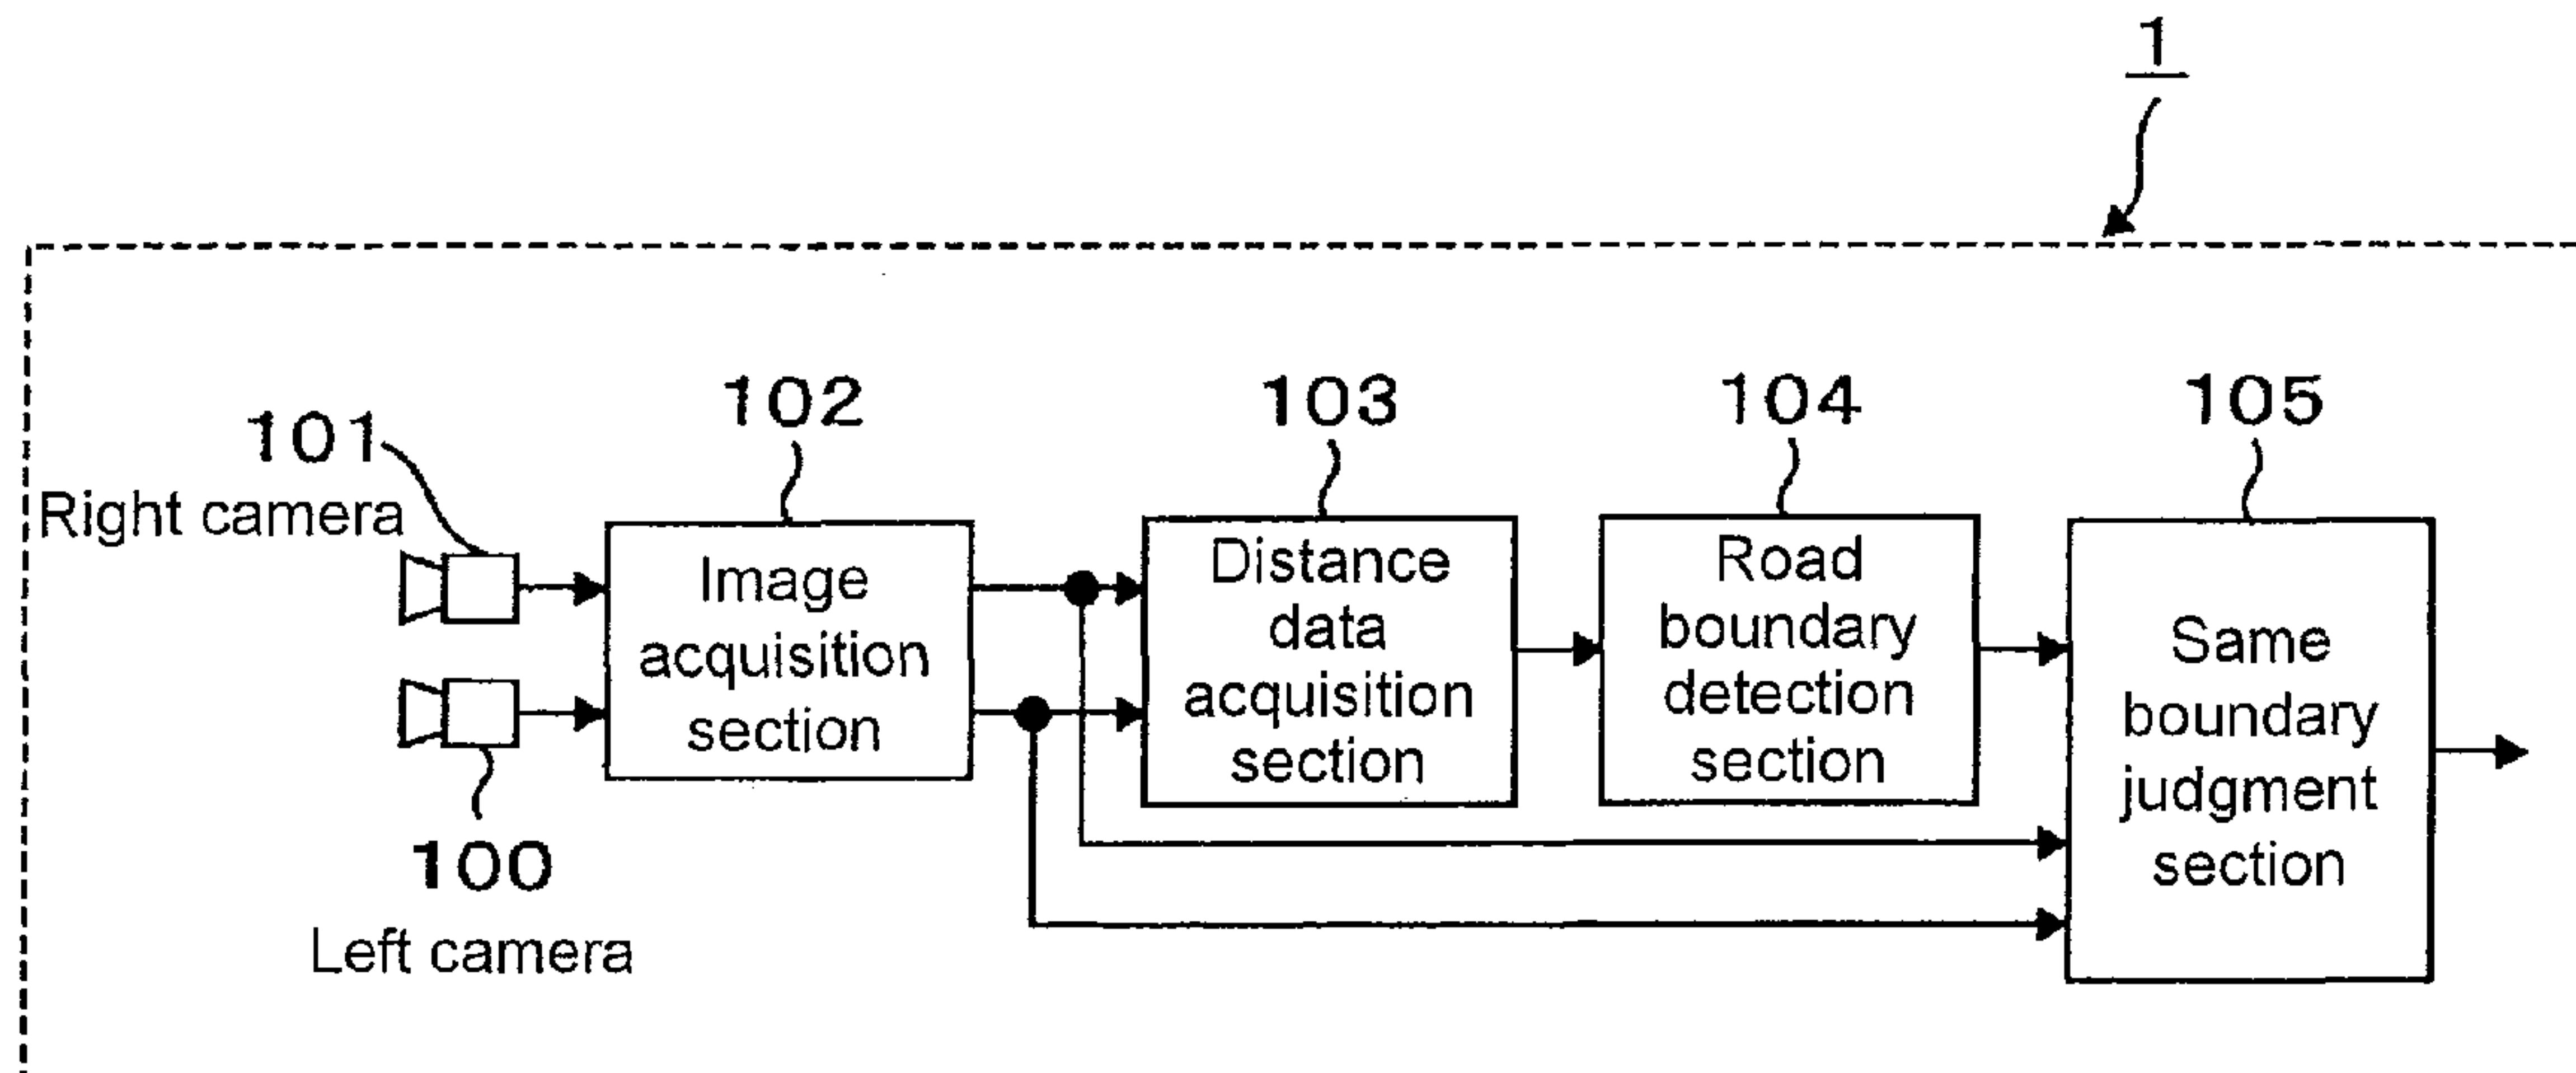 1
102
103
104
105
101
Right camera
Image
acquisition
section
Distance
data
acquisition
section
Road
boundary
detection
section
Same
boundary
judgment
section
100
Left camera